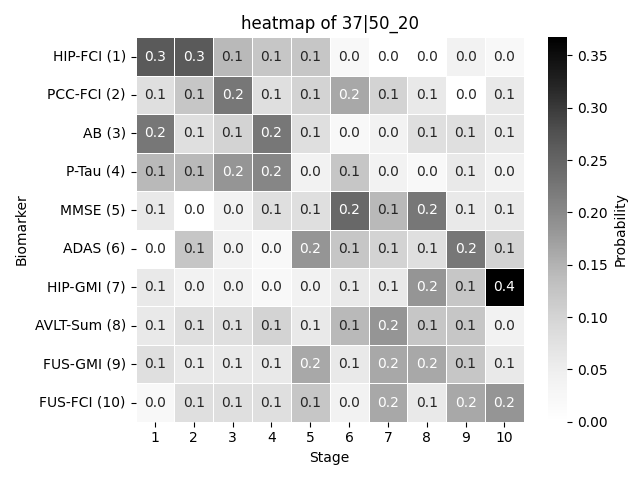 heatmap of 37|50_20
HIP-FCI (1) 0.3 0.3 0.1 0.1 0.1 0.0 0.0 0.0 0.0 0.0
PCC-FCI (2) 0.1 0.1 0.2 0.1 0.1 0.2 0.1 0.1 0.0 0.1
AB (3) 0.2 0.1 0.1 0.2 0.1 0.0 0.0 0.1 0.1 0.1
P-Tau (4) 0.1 0.1 0.2 0.2 0.0 0.1 0.0 0.0 0.1 0.0
MMSE (5) 0.1 0.0 0.0 0.1 0.1 0.2 0.1 0.2 0.1 0.1
ADAS (6) 0.0 0.1 0.0 0.0 0.2 0.1 0.1 0.1 0.2 0.1
HIP-GMI (7) 0.1 0.0 0.0 0.0 0.0 0.1 0.1 0.2 0.1 0.4
AVLT-Sum (8) 0.1 0.1 0.1 0.1 0.1 0.1 0.2 0.1 0.1 0.0
FUS-GMI (9) 0.1 0.1 0.1 0.1 0.2 0.1 0.2 0.2 0.1 0.1
FUS-FCI (10) 0.0 0.1 0.1 0.1 0.1 0.0 0.2 0.1 0.2 0.2
1 2 3 4 5 6 7 8 9 10
Stage
Biomarker
0.35
0.30
0.25
0.20
0.15
0.10
0.05
0.00
Probability